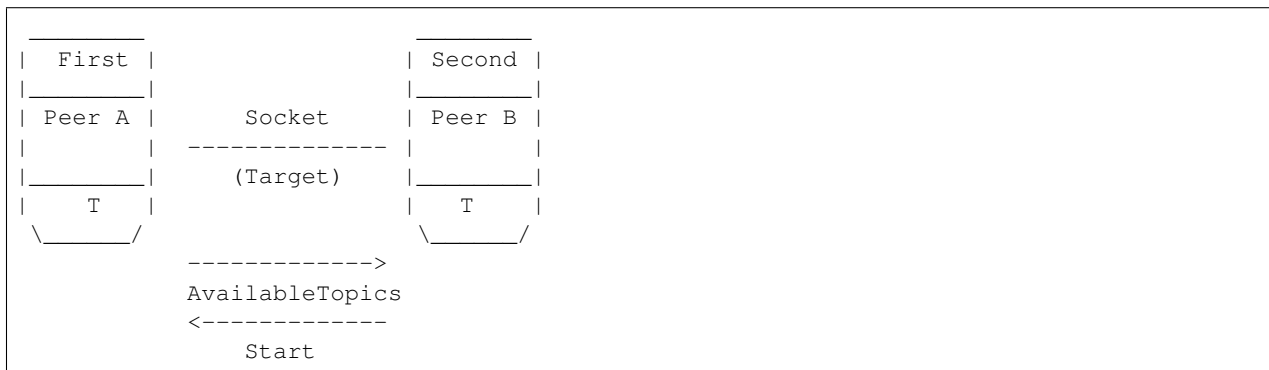 First Second
Peer A Socket Peer B
(Target)
T T
AvailableTopics
Start